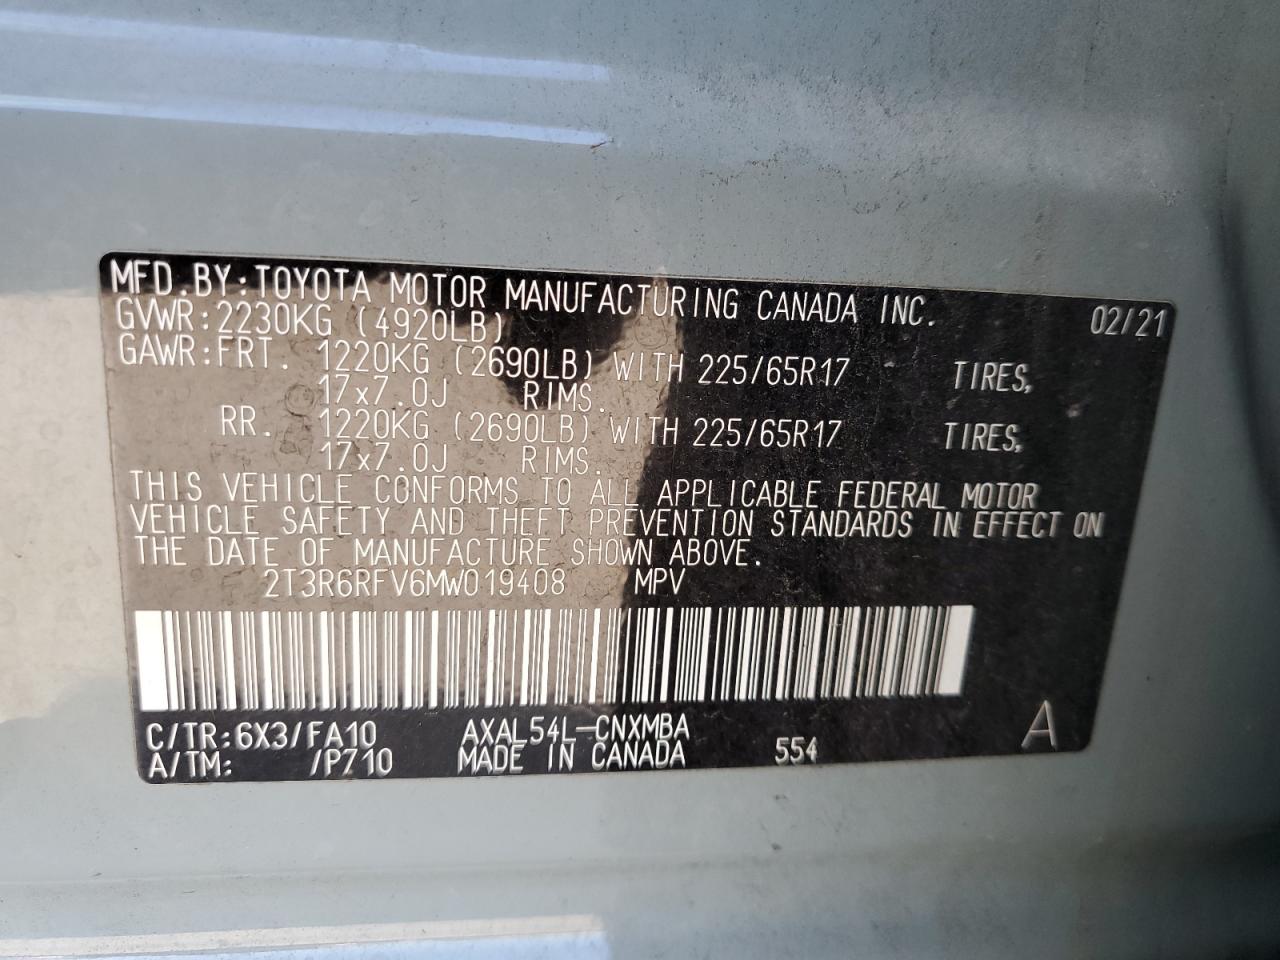 MFD.BY:TOYOTA MOTOR MANUFACTURING CANADA INC. 02/21
GVWR:2230KG (4920LB)
GAWR:FRT. 1220KG (2690LB) WITH 225/65R17 TIRES,
17x7.0J RIMS.
RR. 1220KG (2690LB) WITH 225/65R17 TIRES,
17x7.0J RIMS.
THIS VEHICLE CONFORMS TO ALL APPLICABLE FEDERAL MOTOR
VEHICLE SAFETY AND THEFT PREVENTION STANDARDS IN EFFECT ON
THE DATE OF MANUFACTURE SHOWN ABOVE.
2T3R6RFV6MW019408 MPV
C/TR:6X3/FA10 AXAL54L-CNXMBA A
A/TM: /PZ10 MADE IN CANADA 554